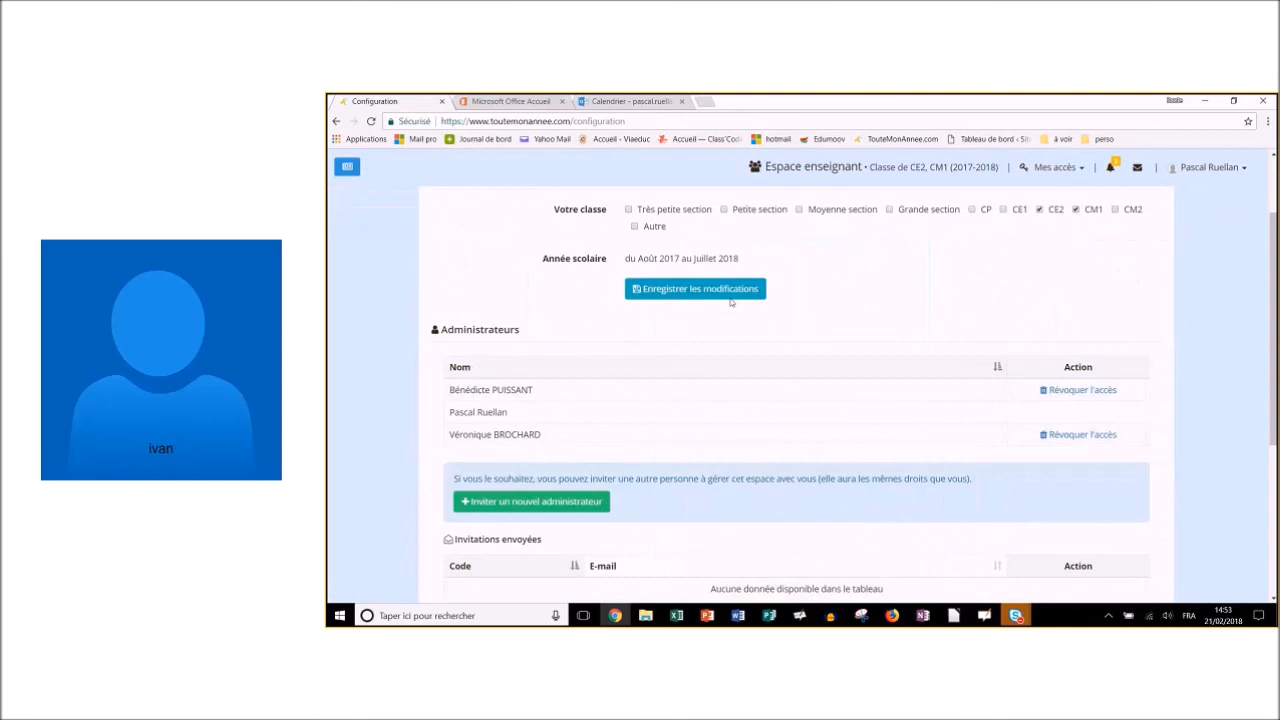 Configuration
Microsoft Office Accueil
Calendrier - pascal.ruella
Sécurisé
https://www.toutemonannee.com/configuration
Applications
Mail pro
Journal de bord
Yahoo Mail
Accueil - Viaeduc
Accueil — Class'Code
hotmail
Edumoov
TouteMonAnnee.com
Tableau de bord ‹ S
à voir
perso
Espace enseignant • Classe de CE2, CM1 (2017-2018)
Mes accès
Pascal Ruellan
Votre classe
Très petite section
Petite section
Moyenne section
Grande section
CP
CE1
CE2
CM1
CM2
Autre
Année scolaire
du Août 2017 au Juillet 2018
Enregistrer les modifications
Administrateurs
Nom
Action
Bénédicte PUISSANT
Révoquer l'accès
Pascal Ruellan
Véronique BROCHARD
Révoquer l'accès
Si vous le souhaitez, vous pouvez inviter une autre personne à gérer cet espace avec vous (elle aura les mêmes droits que vous).
Inviter un nouvel administrateur
ivan
Invitations envoyées
Code
E-mail
Action
Aucune donnée disponible dans le tableau
Taper ici pour rechercher
FRA
14:53
21/02/2018